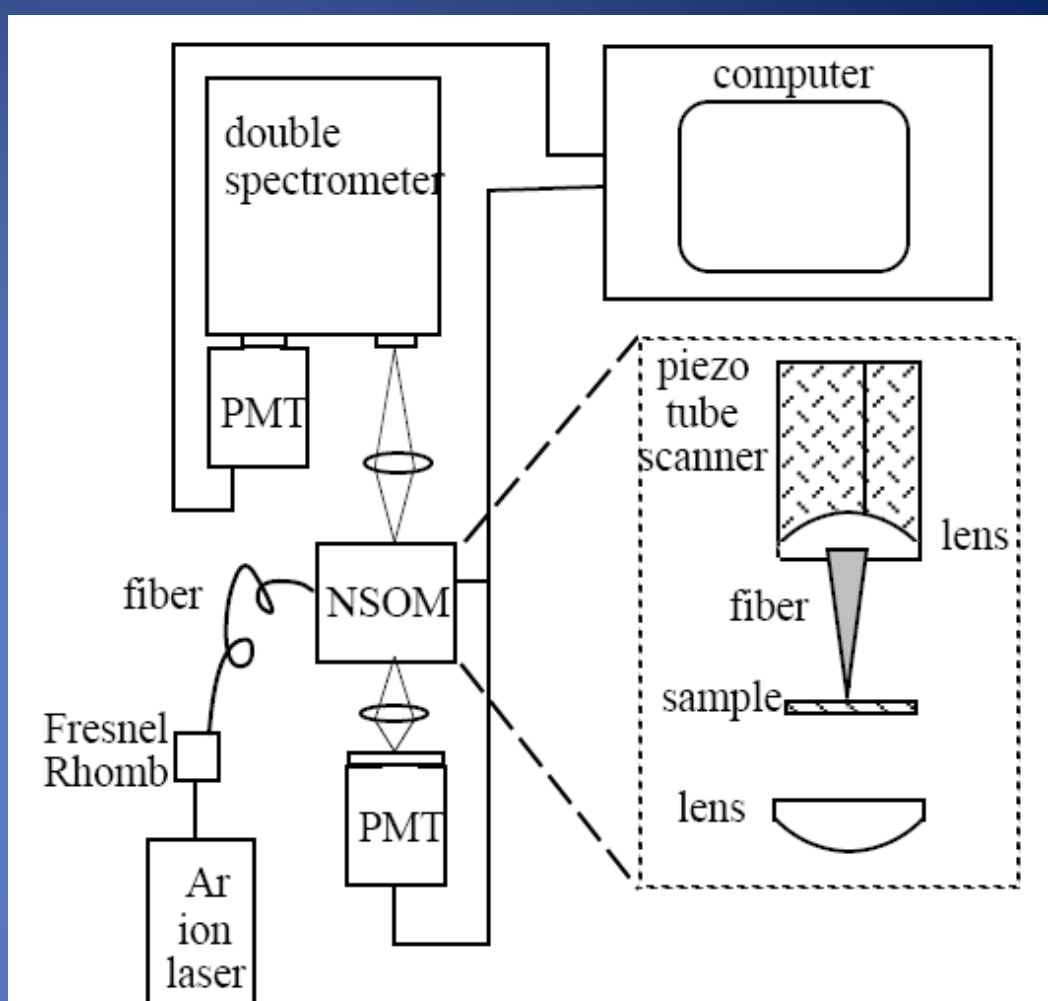 computer
double
spectrometer
PMT
piezo
tube
scanner
lens
fiber
NSOM
fiber
sample
Fresnel
Rhomb
lens
PMT
Ar
ion
laser